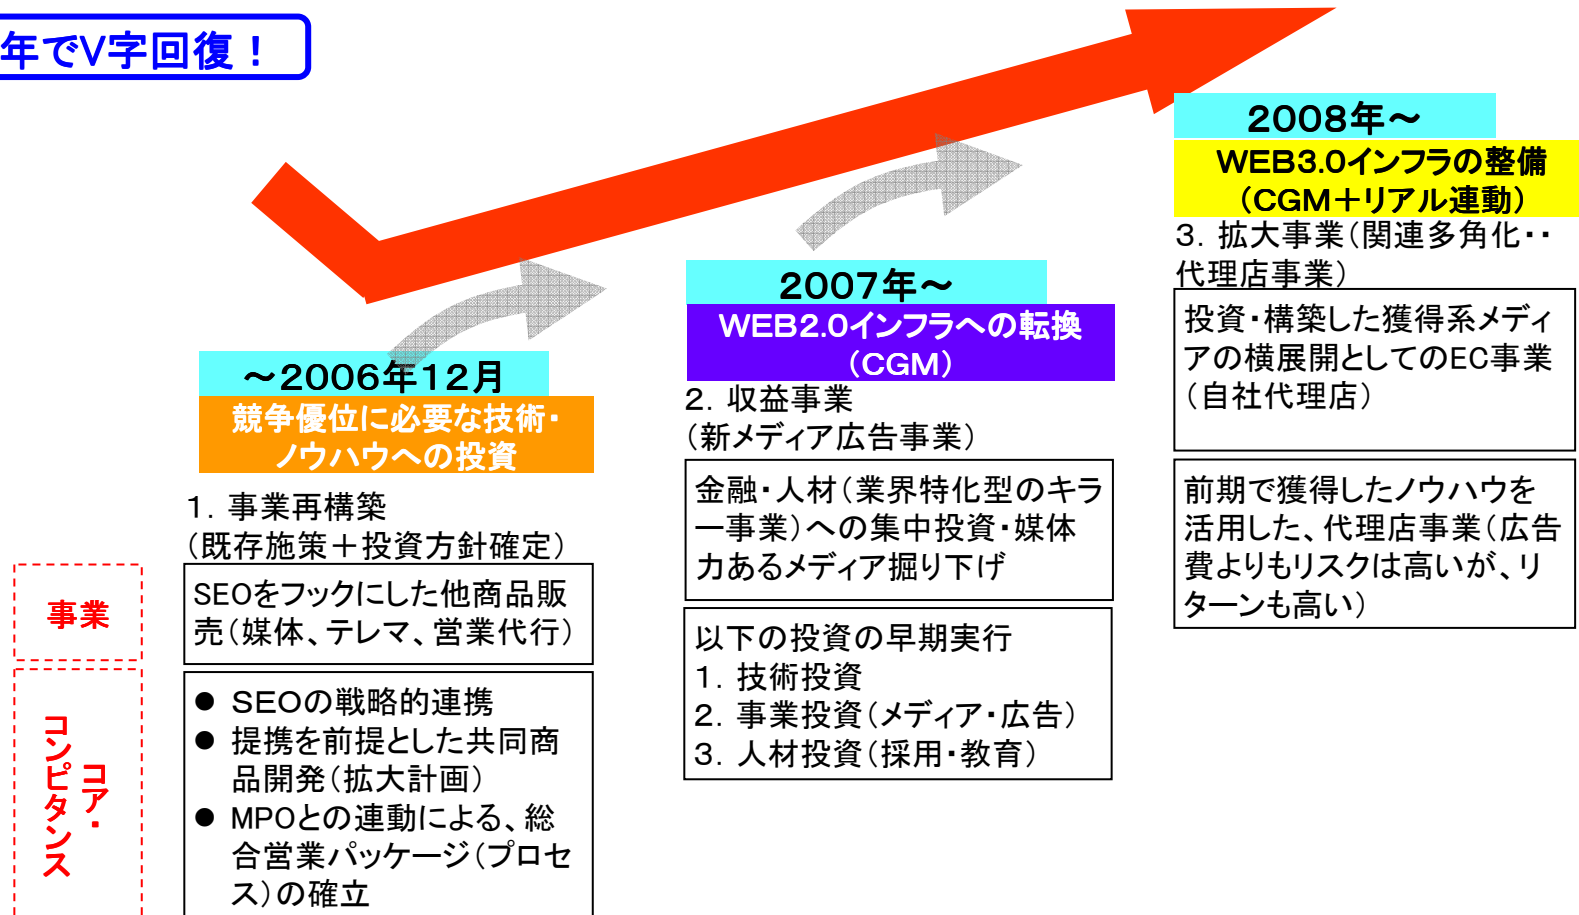 年でV字回復！
～2006年12月
競争優位に必要な技術・
ノウハウへの投資
1．事業再構築
（既存施策＋投資方針確定）
事業
SEOをフックにした他商品販
売（媒体、テレマ、営業代行）
コア・
コンピタンス
● SEOの戦略的連携
● 提携を前提とした共同商
品開発（拡大計画）
● MPOとの連動による、総
合営業パッケージ（プロセ
ス）の確立
2007年～
WEB2.0インフラへの転換
（CGM）
2．収益事業
（新メディア広告事業）
金融・人材（業界特化型のキラ
ー事業）への集中投資・媒体
力あるメディア掘り下げ
以下の投資の早期実行
1．技術投資
2．事業投資（メディア・広告）
3．人材投資（採用・教育）
2008年～
WEB3.0インフラの整備
（CGM＋リアル連動）
3．拡大事業（関連多角化・・
代理店事業）
投資・構築した獲得系メディ
アの横展開としてのEC事業
（自社代理店）
前期で獲得したノウハウを
活用した、代理店事業（広告
費よりもリスクは高いが、リ
ターンも高い）